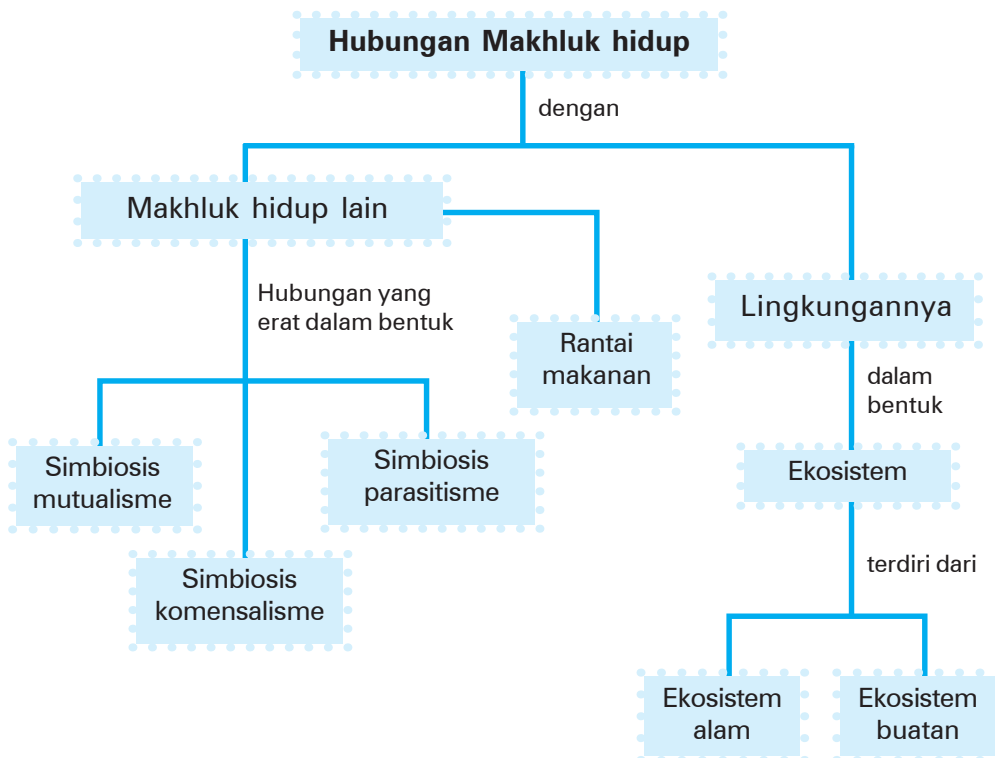 Hubungan Makhluk hidup
dengan
Makhluk hidup lain
Hubungan yang
erat dalam bentuk
Rantai
makanan
Simbiosis
mutualisme
Simbiosis
komensalisme
Simbiosis
parasitisme
Lingkungannya
dalam
bentuk
Ekosistem
terdiri dari
Ekosistem
alam
Ekosistem
buatan